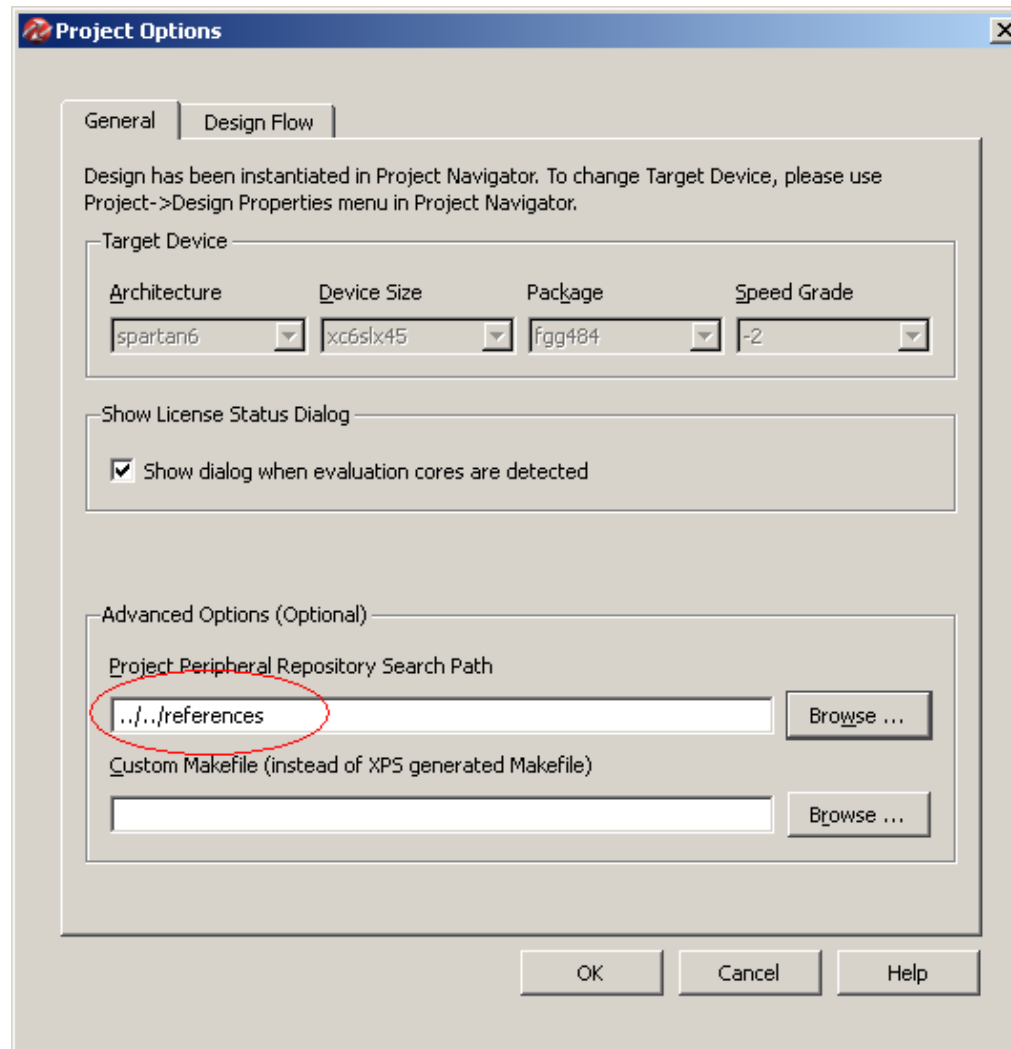 Project Options
General
Design Flow
Design has been instantiated in Project Navigator. To change Target Device, please use
Project->Design Properties menu in Project Navigator.
Target Device
Architecture Device Size Package Speed Grade
spartan6 xc6slx45 fgg484 -2
Show License Status Dialog
Show dialog when evaluation cores are detected
Advanced Options (Optional)
Project Peripheral Repository Search Path
../../references Browse ...
Custom Makefile (instead of XPS generated Makefile)
Browse ...
OK Cancel Help